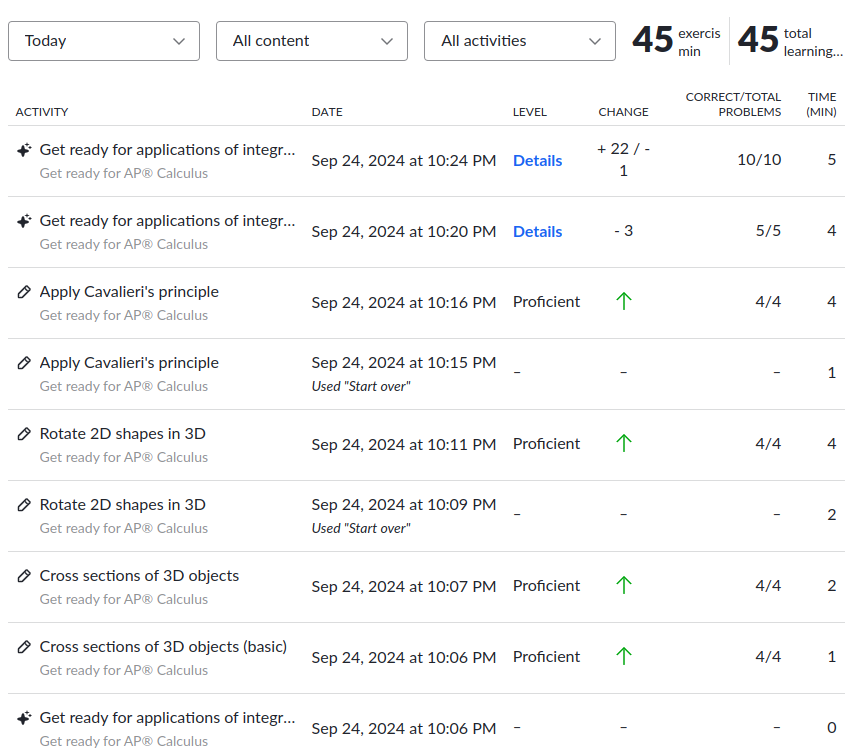 Today
All content
All activities
45 exercis
min
45 total
learning...
ACTIVITY
DATE
LEVEL
CHANGE
CORRECT/TOTAL
PROBLEMS
TIME
(MIN)
Get ready for applications of integr...
Get ready for AP® Calculus
Sep 24, 2024 at 10:24 PM
Details
+ 22 / -
1
10/10
5
Get ready for applications of integr...
Get ready for AP® Calculus
Sep 24, 2024 at 10:20 PM
Details
- 3
5/5
4
Apply Cavalieri's principle
Get ready for AP® Calculus
Sep 24, 2024 at 10:16 PM
Proficient
4/4
4
Apply Cavalieri's principle
Get ready for AP® Calculus
Sep 24, 2024 at 10:15 PM
Used "Start over"
–
–
–
1
Rotate 2D shapes in 3D
Get ready for AP® Calculus
Sep 24, 2024 at 10:11 PM
Proficient
4/4
4
Rotate 2D shapes in 3D
Get ready for AP® Calculus
Sep 24, 2024 at 10:09 PM
Used "Start over"
–
–
–
2
Cross sections of 3D objects
Get ready for AP® Calculus
Sep 24, 2024 at 10:07 PM
Proficient
4/4
2
Cross sections of 3D objects (basic)
Get ready for AP® Calculus
Sep 24, 2024 at 10:06 PM
Proficient
4/4
1
Get ready for applications of integr...
Get ready for AP® Calculus
Sep 24, 2024 at 10:06 PM
–
–
–
0